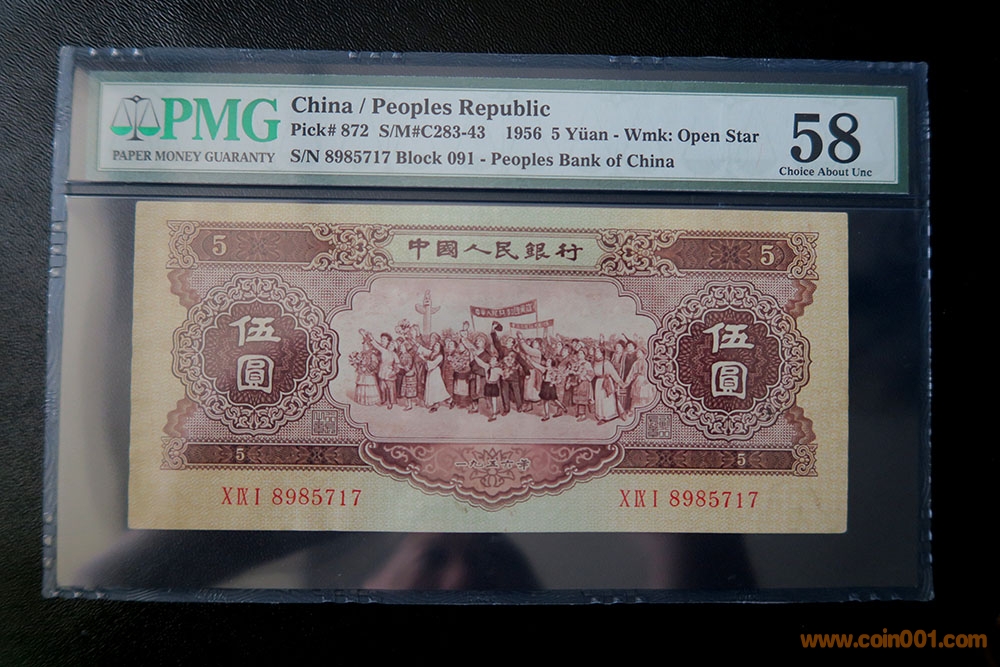 PMG
PAPER MONEY GUARANTY
China / Peoples Republic
Pick# 872 S/M#C283-43 1956 5 Yüan - Wmk: Open Star
S/N 8985717 Block 091 - Peoples Bank of China
58
Choice About Unc
5
中國人民銀行
5
伍圓
伍圓
5
一九五六年
5
X IX I 8985717
X IX I 8985717
www.coin001.com